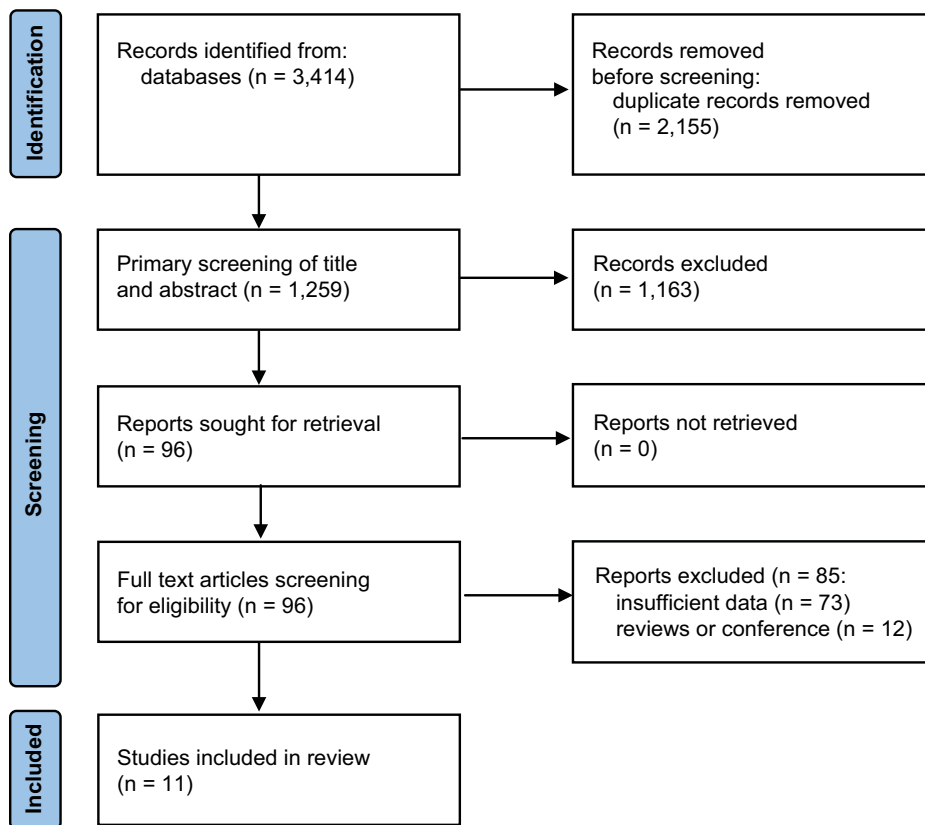 Identification
Records identified from:
databases (n = 3,414)
Records removed
before screening:
duplicate records removed
(n = 2,155)
Screening
Primary screening of title
and abstract (n = 1,259)
Records excluded
(n = 1,163)
Reports sought for retrieval
(n = 96)
Reports not retrieved
(n = 0)
Full text articles screening
for eligibility (n = 96)
Reports excluded (n = 85:
insufficient data (n = 73)
reviews or conference (n = 12)
Included
Studies included in review
(n = 11)